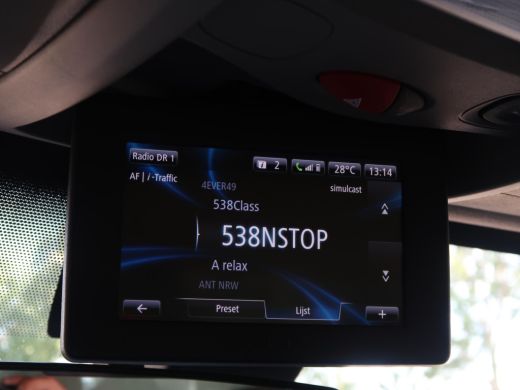 Radio DR 1
2
28°C
13:14
AF | i-Traffic
4EVER49
simulcast
538Class
538NSTOP
A relax
ANT NRW
Preset
Lijst